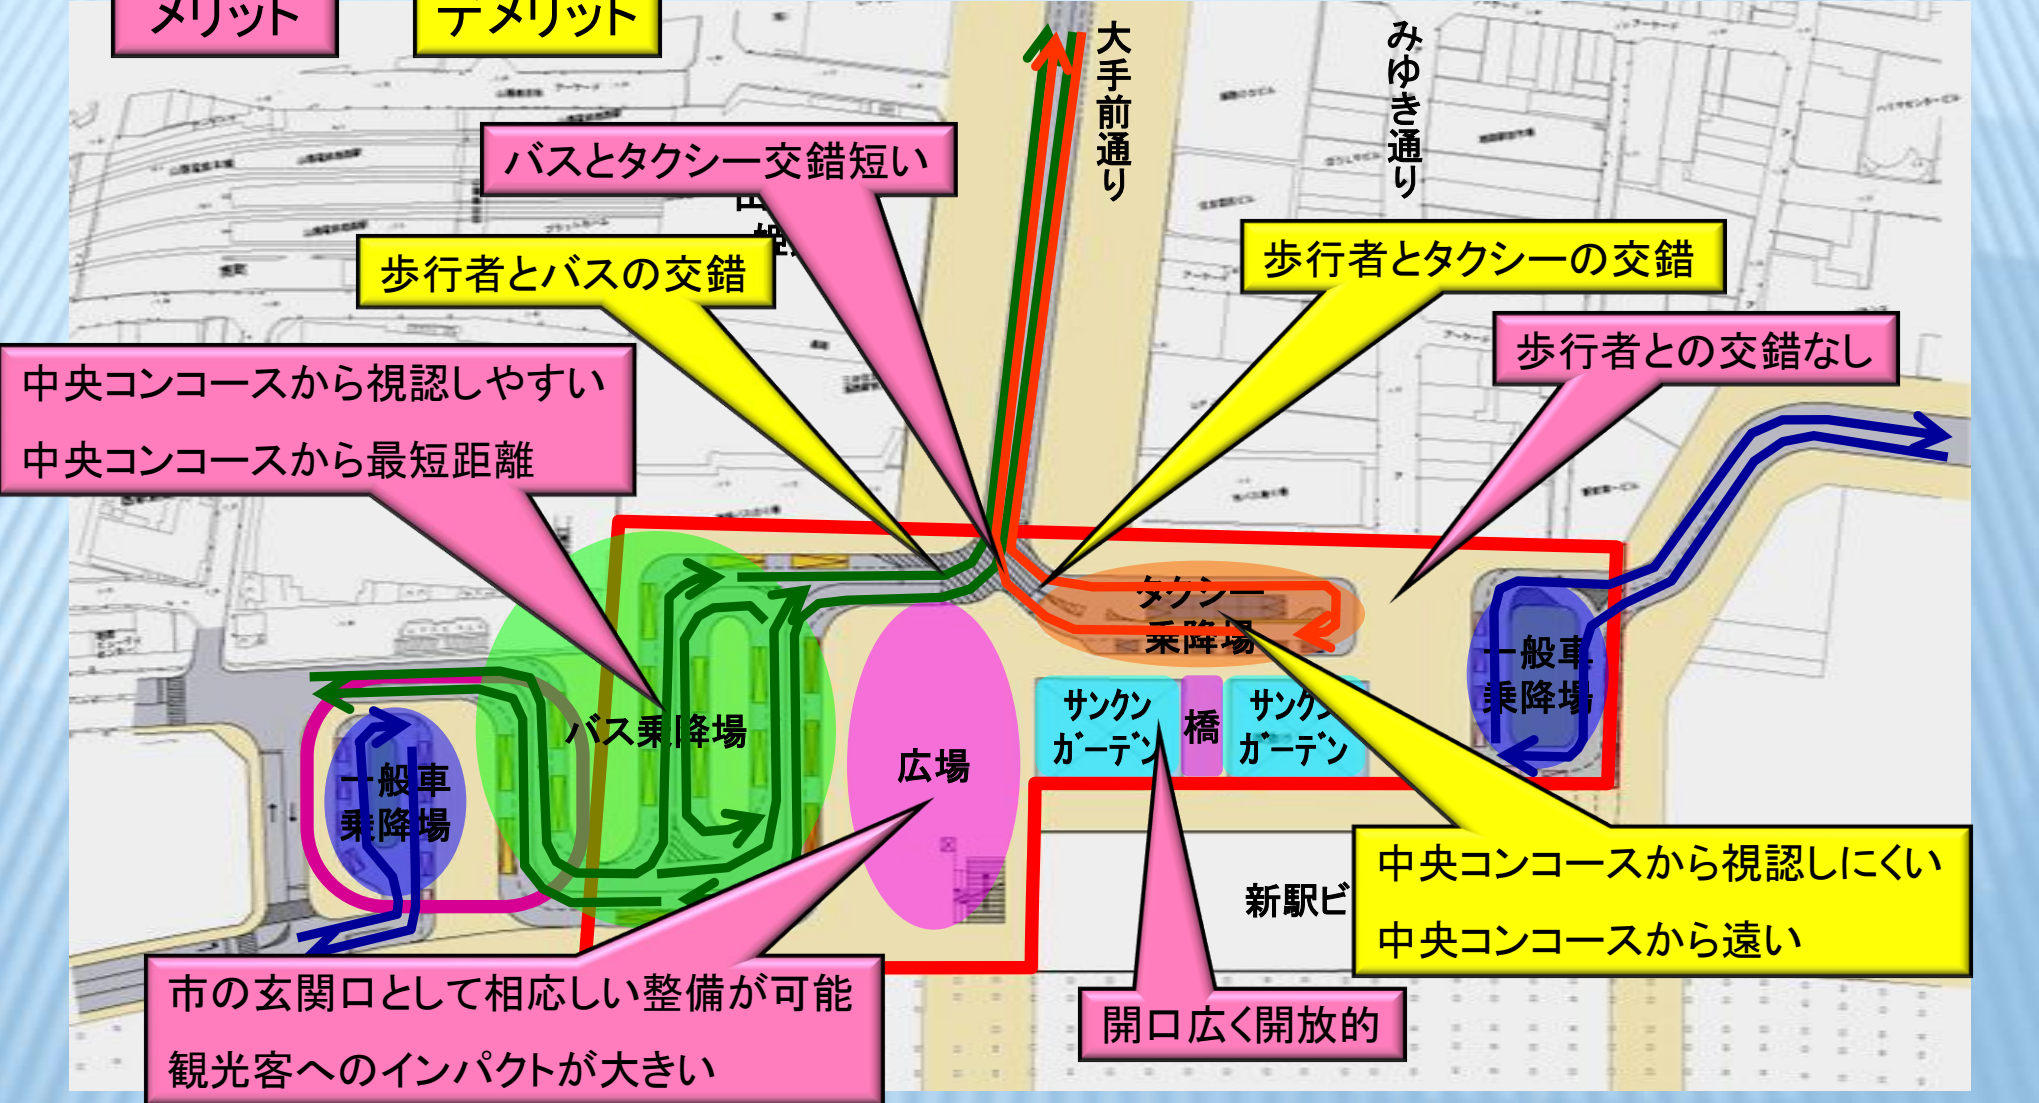 メリット
デメリット
大手前通り
みゆき通り
バスとタクシー交錯短い
歩行者とバスの交錯
歩行者とタクシーの交錯
歩行者との交錯なし
中央コンコースから視認しやすい
中央コンコースから最短距離
タクシー
乗降場
一般車
乗降場
サンクン
ガーデン
橋
サンクン
ガーデン
バス乗降場
広場
一般車
乗降場
新駅ビ
中央コンコースから視認しにくい
中央コンコースから遠い
市の玄関口として相応しい整備が可能
観光客へのインパクトが大きい
開口広く開放的